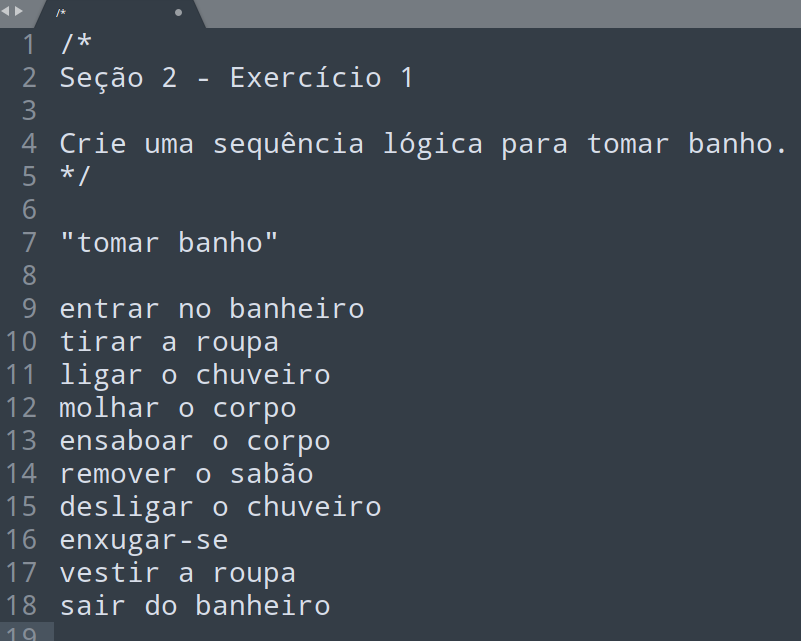 /*
1 /*
2 Seção 2 - Exercício 1
3
4 Crie uma sequência lógica para tomar banho.
5 */
6
7 "tomar banho"
8
9 entrar no banheiro
10 tirar a roupa
11 ligar o chuveiro
12 molhar o corpo
13 ensaboar o corpo
14 remover o sabão
15 desligar o chuveiro
16 enxugar-se
17 vestir a roupa
18 sair do banheiro
19